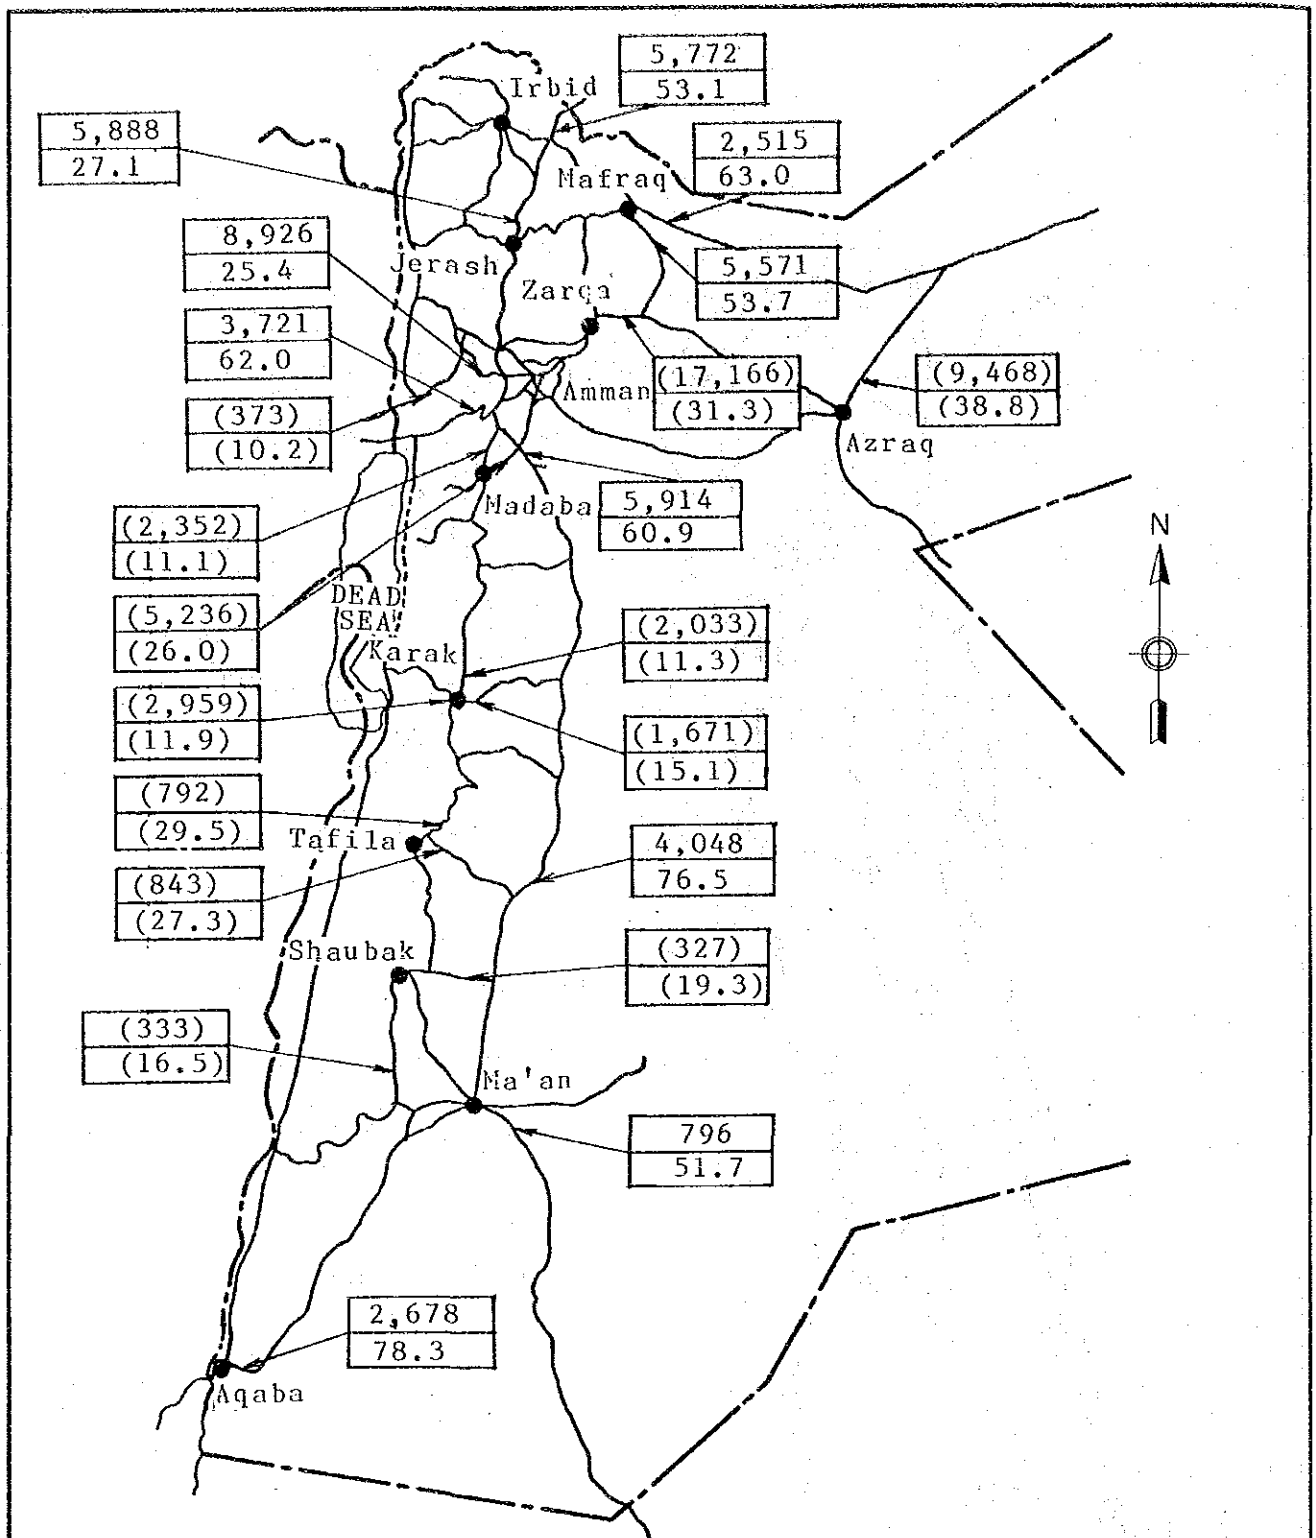 5,772
53.1
Irbid
5,888
27.1
2,515
63.0
Mafraq
8,926
25.4
Jerash
5,571
53.7
Zarqa
3,721
62.0
Amman
(17,166)
(31.3)
(9,468)
(38.8)
(373)
(10.2)
Azraq
Madaba
5,914
60.9
(2,352)
(11.1)
N
DEAD
SEA
(5,236)
(26.0)
Karak
(2,033)
(11.3)
(2,959)
(11.9)
(1,671)
(15.1)
(792)
(29.5)
Tafila
4,048
76.5
(843)
(27.3)
Shaubak
(327)
(19.3)
(333)
(16.5)
Ma'an
796
51.7
2,678
78.3
Aqaba